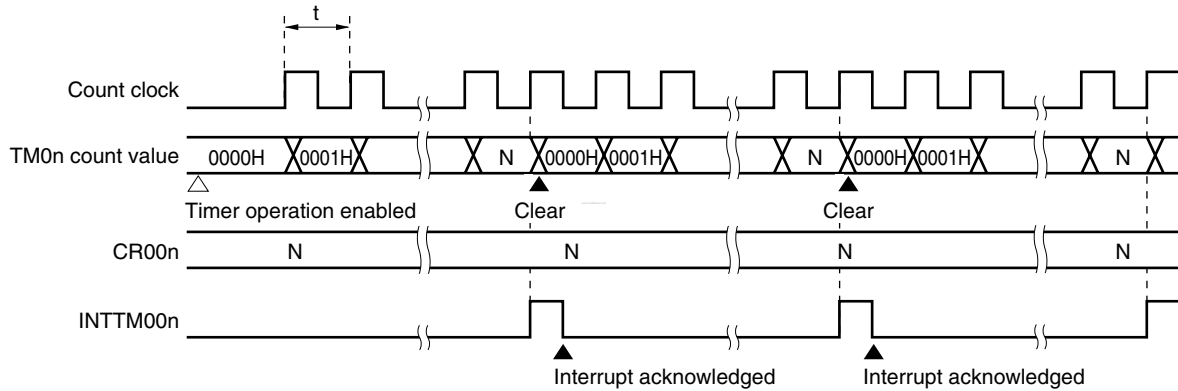 t
Count clock
TM0n count value 0000H 0001H N 0000H 0001H N 0000H 0001H N
Timer operation enabled Clear Clear
CR00n N N N N
INTTM00n
Interrupt acknowledged Interrupt acknowledged